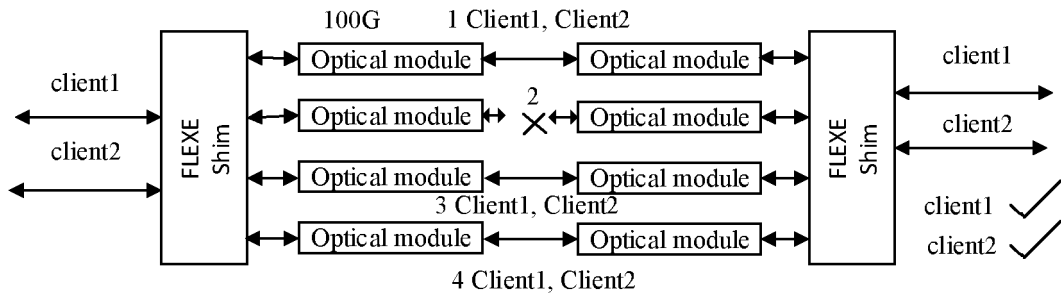 100G 1 Client1, Client2
Optical module Optical module
client1 client1
2
Optical module Optical module
client2 client2
FLEXE Shim FLEXE Shim
Optical module Optical module
3 Client1, Client2
client1
Optical module Optical module
client2
4 Client1, Client2